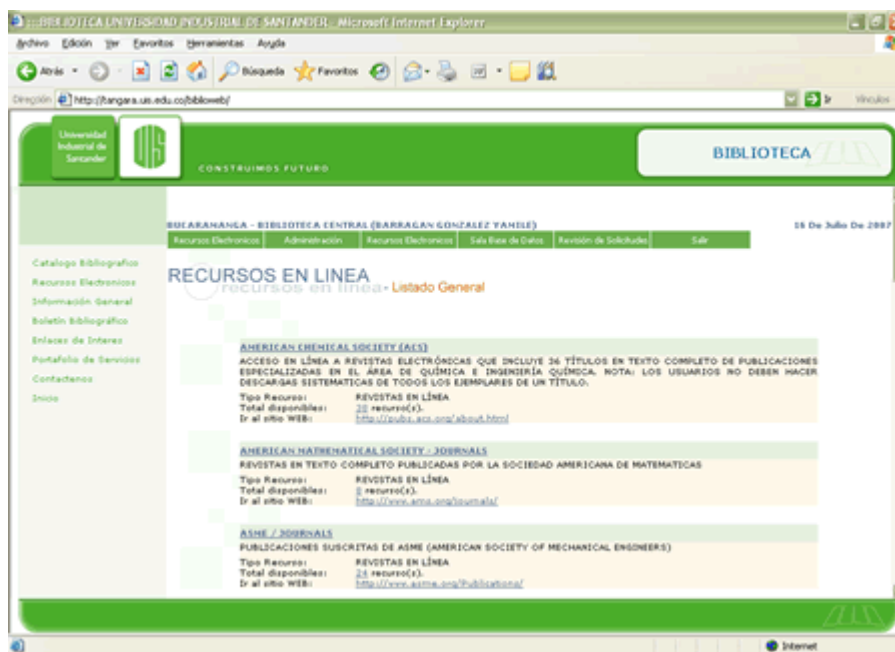 :::BIBLIOTECA UNIVERSIDAD INDUSTRIAL DE SANTANDER - Microsoft Internet Explorer
Archivo Edición Ver Favoritos Herramientas Ayuda
Atrás Búsqueda Favoritos
Dirección http://tangara.uis.edu.co/biblioweb/ Ir Vínculos
Universidad
Industrial de
Santander
UIS
CONSTRUIMOS FUTURO
BIBLIOTECA
BUCARAMANGA - BIBLIOTECA CENTRAL (BARRAGAN GONZALEZ YAMILE) 15 De Julio De 2007
Recursos Electronicos Administración Recursos Electronicos Sala Base de Datos Revisión de Solicitudes Salir
Catalogo Bibliografico
Recursos Electronicos
Información General
Boletín Bibliográfico
Enlaces de Interes
Portafolio de Servicios
Contactenos
Inicio
RECURSOS EN LINEA
recursos en línea - Listado General
AMERICAN CHEMICAL SOCIETY (ACS)
ACCESO EN LÍNEA A REVISTAS ELECTRÓNICAS QUE INCLUYE 36 TÍTULOS EN TEXTO COMPLETO DE PUBLICACIONES
ESPECIALIZADAS EN EL ÁREA DE QUÍMICA E INGENIERÍA QUÍMICA. NOTA: LOS USUARIOS NO DEBEN HACER
DESCARGAS SISTEMATICAS DE TODOS LOS EJEMPLARES DE UN TÍTULO.
Tipo Recurso: REVISTAS EN LÍNEA
Total disponibles: 38 recurso(s).
Ir al sitio WEB: http://pubs.acs.org/about.html
AMERICAN MATHEMATICAL SOCIETY - JOURNALS
REVISTAS EN TEXTO COMPLETO PUBLICADAS POR LA SOCIEDAD AMERICANA DE MATEMATICAS
Tipo Recurso: REVISTAS EN LÍNEA
Total disponibles: 8 recurso(s).
Ir al sitio WEB: http://www.ams.org/journals/
ASME / JOURNALS
PUBLICACIONES SUSCRITAS DE ASME (AMERICAN SOCIETY OF MECHANICAL ENGINEERS)
Tipo Recurso: REVISTAS EN LÍNEA
Total disponibles: 24 recurso(s).
Ir al sitio WEB: http://www.asme.org/Publications/
Internet